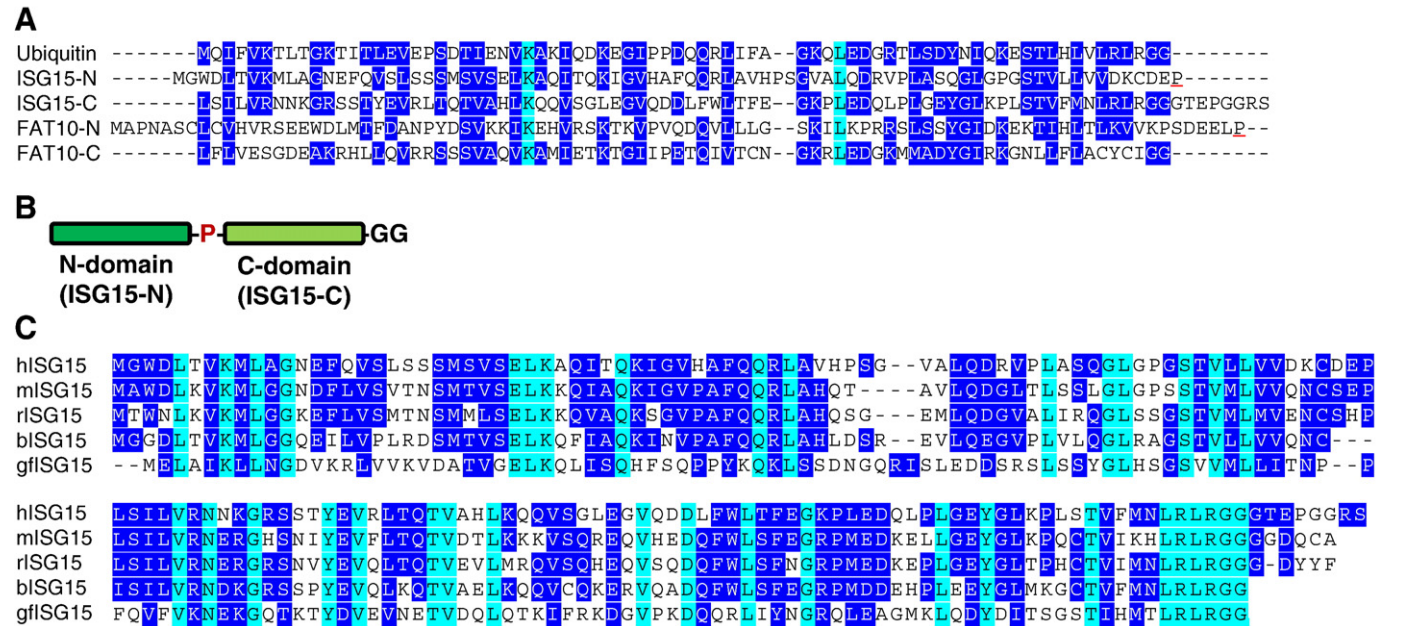 A
Ubiquitin -------MQIFVKTLTGKTITLEVEPSDTIENVKAKIQDKEGIPPDQQRLIFA--GKQLEDGRTLSDYNIQKESTLHLVLRLRGG--------
ISG15-N -----MGWDLTVKMLAGNEFQVSLSSSMSVSELKAQITQKIGVHAFQQRLAVHPSGVALQDRVPLASQGLGPGSTVLLVVDKCDEP
ISG15-C -------LSILVRNNKGRSSTYEVRLTQTVAHLKQQVSGLEGVQDDLFWLTFE--GKPLEDQLPLGEYGLKPLSTVFMNLRLRGGGTEPGGRS
FAT10-N MAPNASCLCVHVRSEEWDLMTFDANPYDSVKKIKEHVRSKTKVPVQDQVLLLG--SKILKPRRSLSSYGIDKEKTIHLTLKVVKPSDEELP--
FAT10-C -------LFLVESGDEAKRHLLQVRRSSSVAQVKAMIETKTGIIPETQIVTCN--GKRLEDGKMMADYGIRKGNLLFLACYCIGG--------
B
-P- -GG
N-domain C-domain
(ISG15-N) (ISG15-C)
C
hISG15 MGWDLTVKMLAGNEFQVSLSSSMSVSELKAQITQKIGVHAFQQRLAVHPSG--VALQDRVPLASQGLGPGSTVLLVVDKCDEP
mISG15 MAWDLKVKMLGGNDFLVSVTNSMTVSELKKQIAQKIGVPAFQQRLAHQT----AVLQDGLTLSSLGLGPSSTVMLVVQNCSEP
rISG15 MTWNLKVKMLGGKEFLVSMTNSMMLSELKKQVAQKSGVPAFQQRLAHQSG---EMLQDGVALIRQGLSSGSTVMLMVENCSHP
bISG15 MGGDLTVKMLGGQEILVPLRDSMTVSELKQFIAQKINVPAFQQRLAHLDSR--EVLQEGVPLVLQGLRAGSTVLLVVQNC---
gfISG15 --MELAIKLLNGDVKRLVVKVDATVGELKQLISQHFSQPPYKQKLSSDNGQRISLEDDSRSLSSYGLHSGSVVMLLITNP--P
hISG15 LSILVRNNKGRSSTYEVRLTQTVAHLKQQVSGLEGVQDDLFWLTFEGKPLEDQLPLGEYGLKPLSTVFMNLRLRGGGTEPGGRS
mISG15 LSILVRNERGHSNIYEVFLTQTVDTLKKKVSQREQVHEDQFWLSFEGRPMEDKELLGEYGLKPQCTVIKHLRLRGGGGDQCA
rISG15 LSILVRNERGRSNVYEVQLTQTVEVLMRQVSQHEQVSQDQFWLSFNGRPMEDKEPLGEYGLTPHCTVIMNLRLRGGG-DYYF
bISG15 ISILVRNDKGRSSPYEVQLKQTVAELKQQVCQKERVQADQFWLSFEGRPMDDEHPLEEYGLMKGCTVFMNLRLRGG
gfISG15 FQVFVKNEKGQTKTYDVEVNETVDQLQTKIFRKDGVPKDQQRLIYNGRQLEAGMKLQDYDITSGSTIHMTLRLRGG